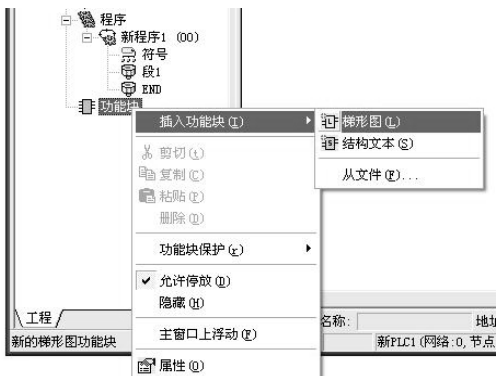 程序
新程序1 (00)
符号
段1
END
功能块
插入功能块(I)
梯形图(L)
结构文本(S)
从文件(F)...
剪切(t)
复制(C)
粘贴(P)
删除(D)
功能块保护(r)
允许停放(D)
隐藏(H)
主窗口上浮动(F)
属性(O)
工程
名称:
地址
新的梯形图功能块
新PLC1(网络:0,节点